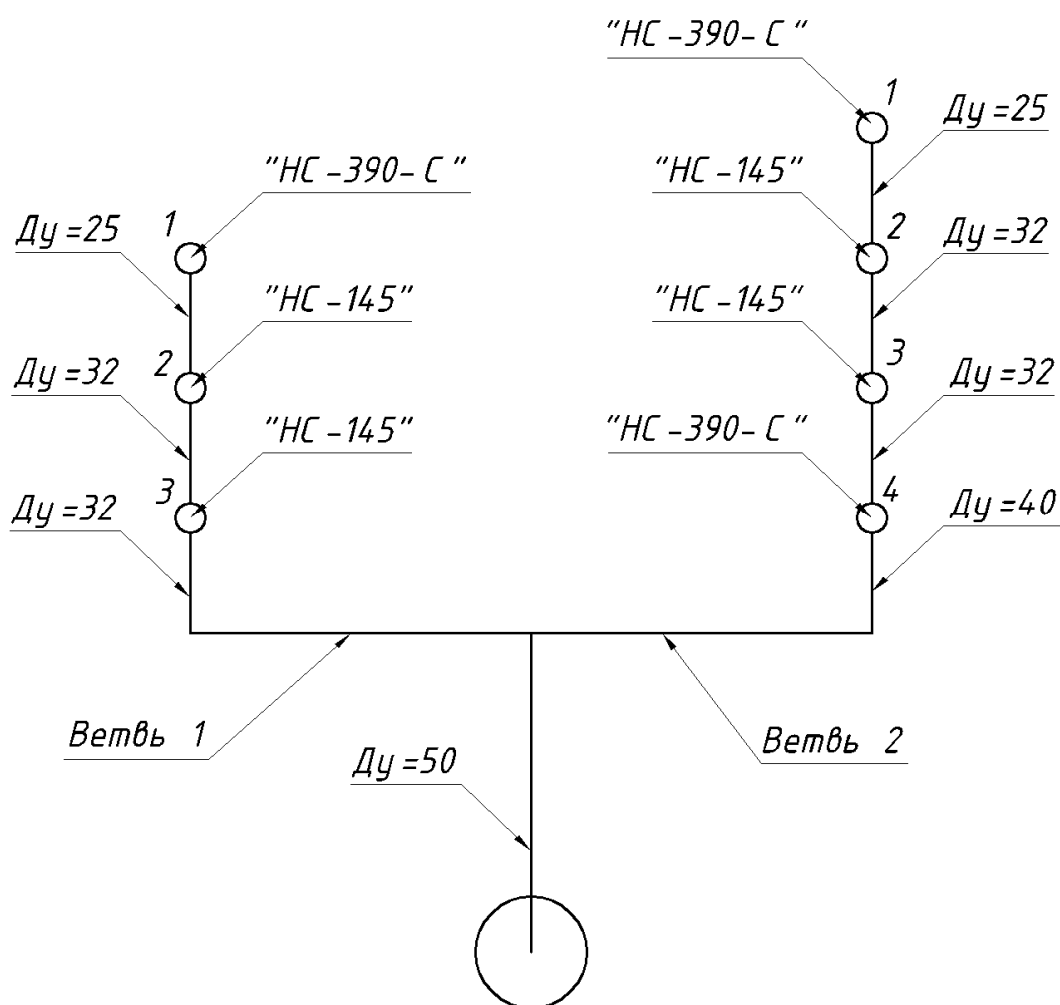 "НС-390-С"
1
Ду=25
"НС-390-С"
"НС-145"
1
2
Ду=25
Ду=32
"НС-145"
"НС-145"
2
3
Ду=32
Ду=32
"НС-145"
"НС-390-С"
3
4
Ду=32
Ду=40
Ветвь 1
Ветвь 2
Ду=50